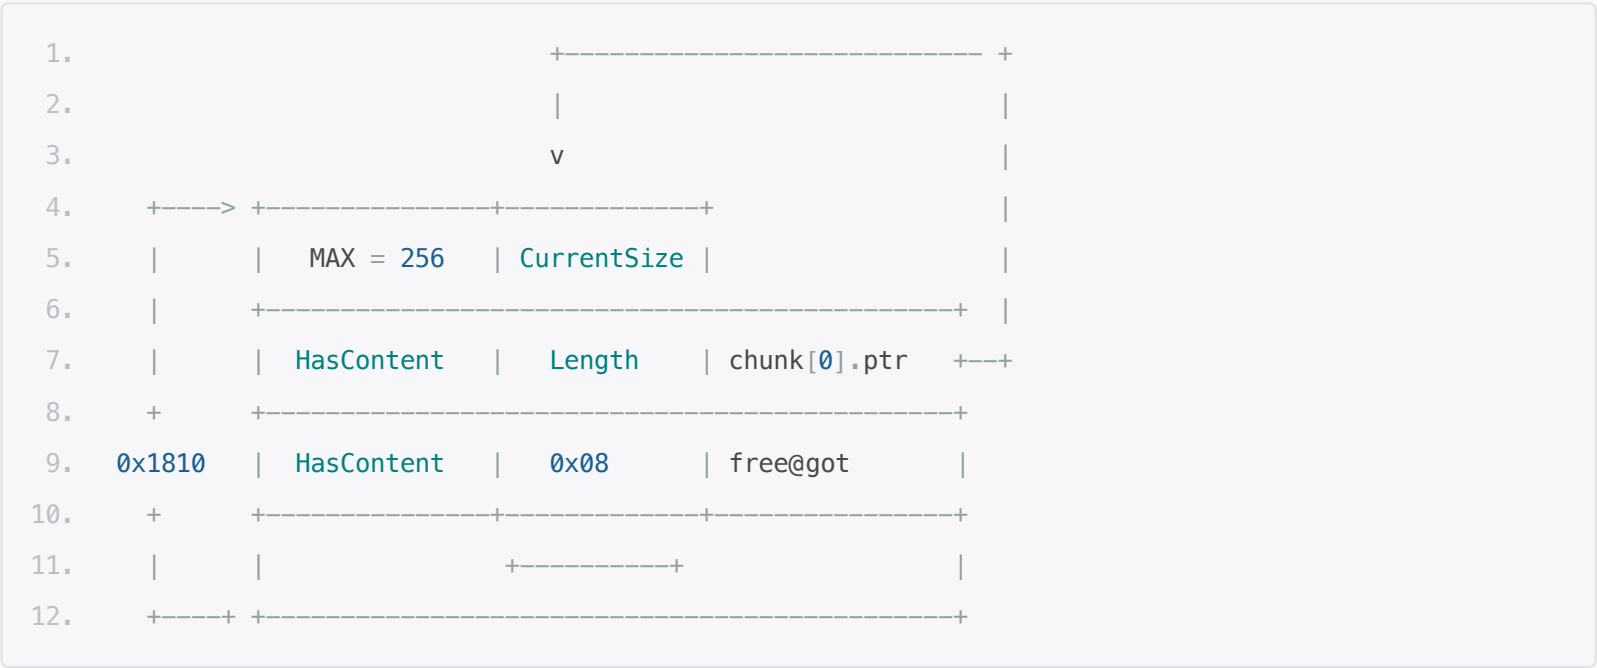 1.                                +–––––––––––––––––––––––––––– +
2.                                |                             |
3.                                v                             |
4.     +––––> +–––––––––––––––+–––––––––––––+                   |
5.     |      |   MAX = 256   | CurrentSize |                   |
6.     |      +––––––––––––––––––––––––––––––––––––––––––––––+  |
7.     |      |  HasContent   |   Length    | chunk[0].ptr   +––+
8.     +      +––––––––––––––––––––––––––––––––––––––––––––––+
9.   0x1810   |  HasContent   |   0x08      | free@got       |
10.     +      +–––––––––––––––+–––––––––––––+––––––––––––––––+
11.     |      |                +––––––––––+                  |
12.     +––––+ +––––––––––––––––––––––––––––––––––––––––––––––+